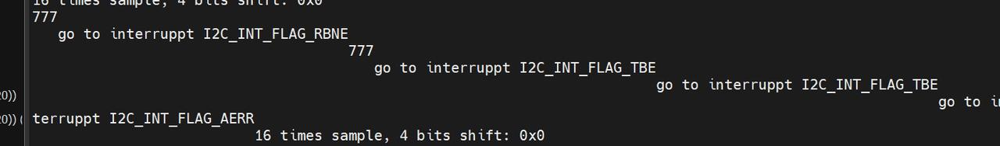 16 times sample, 4 bits shift: 0x0
777
go to interruppt I2C_INT_FLAG_RBNE
777
go to interruppt I2C_INT_FLAG_TBE
go to interruppt I2C_INT_FLAG_TBE
20))
go to in
20)) (
terruppt I2C_INT_FLAG_AERR
16 times sample, 4 bits shift: 0x0